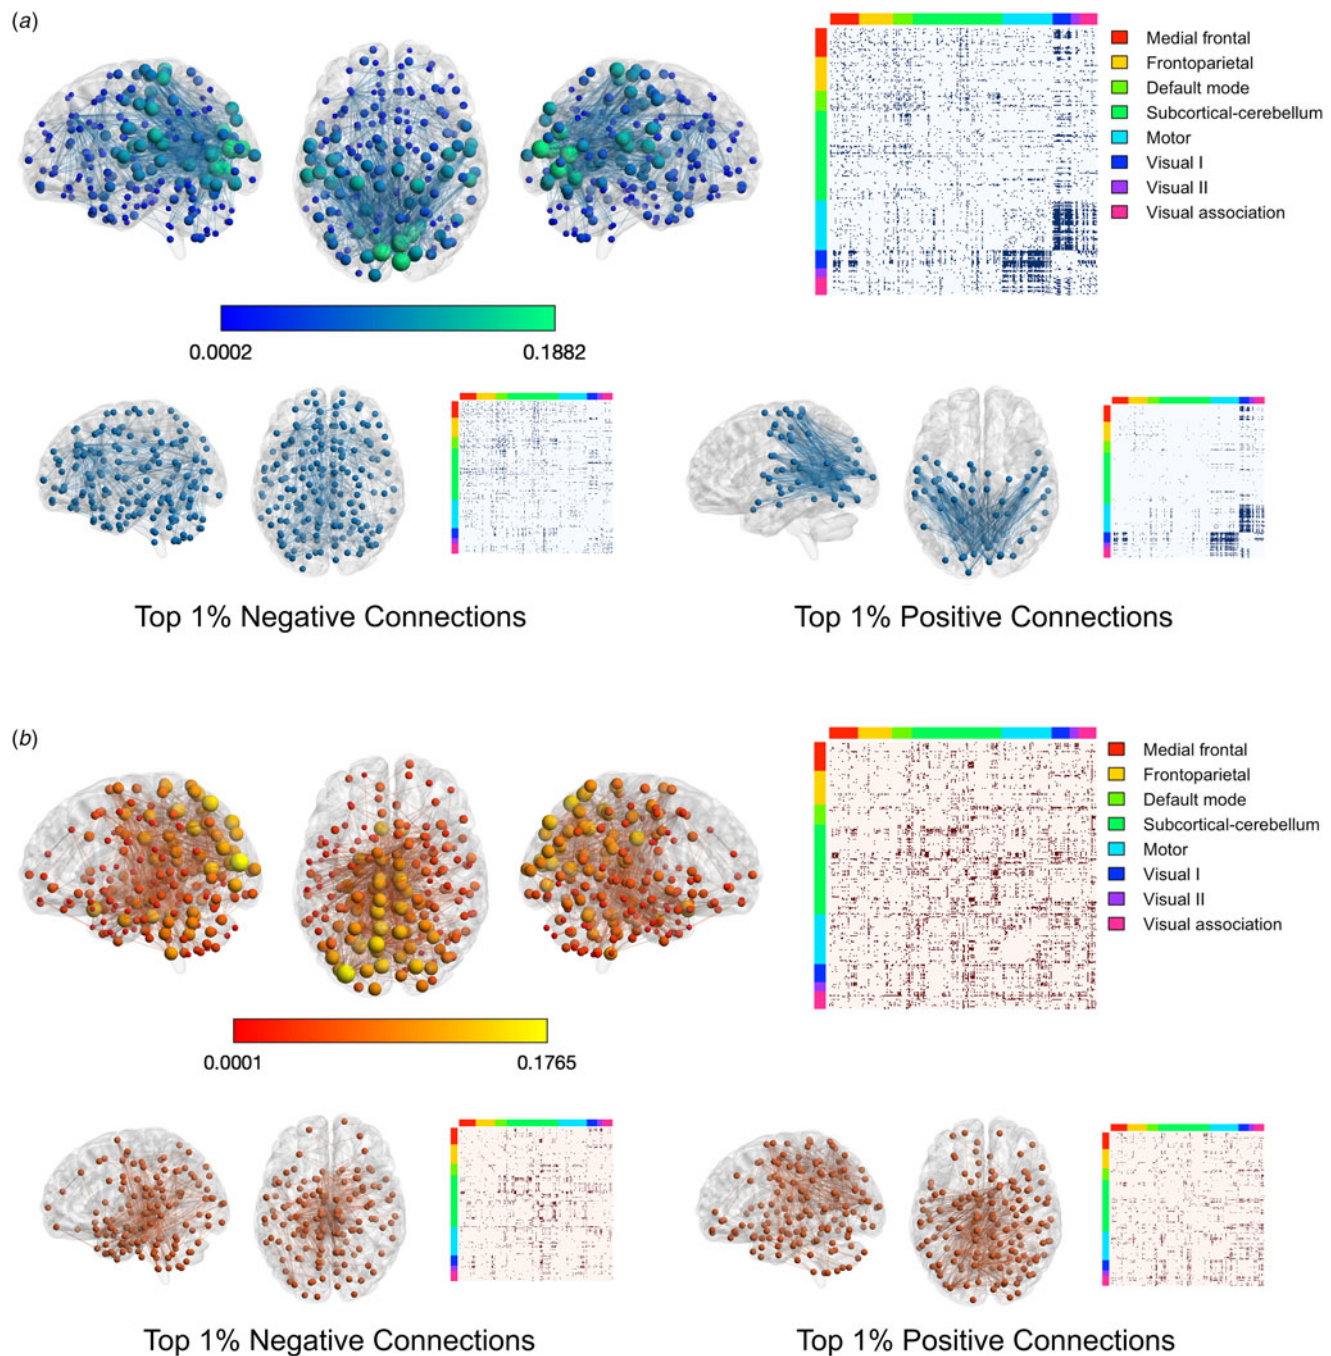 (a)
Medial frontal
Frontoparietal
Default mode
Subcortical-cerebellum
Motor
Visual I
Visual II
Visual association
0.0002
0.1882
Top 1% Negative Connections
Top 1% Positive Connections
(b)
Medial frontal
Frontoparietal
Default mode
Subcortical-cerebellum
Motor
Visual I
Visual II
Visual association
0.0001
0.1765
Top 1% Negative Connections
Top 1% Positive Connections